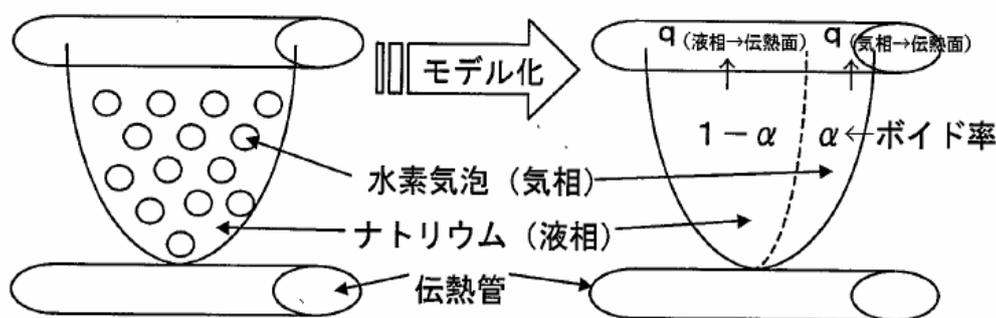 モデル化
q(液相→伝熱面)
q(気相→伝熱面)
1−α
α←ボイド率
水素気泡(気相)
ナトリウム(液相)
伝熱管